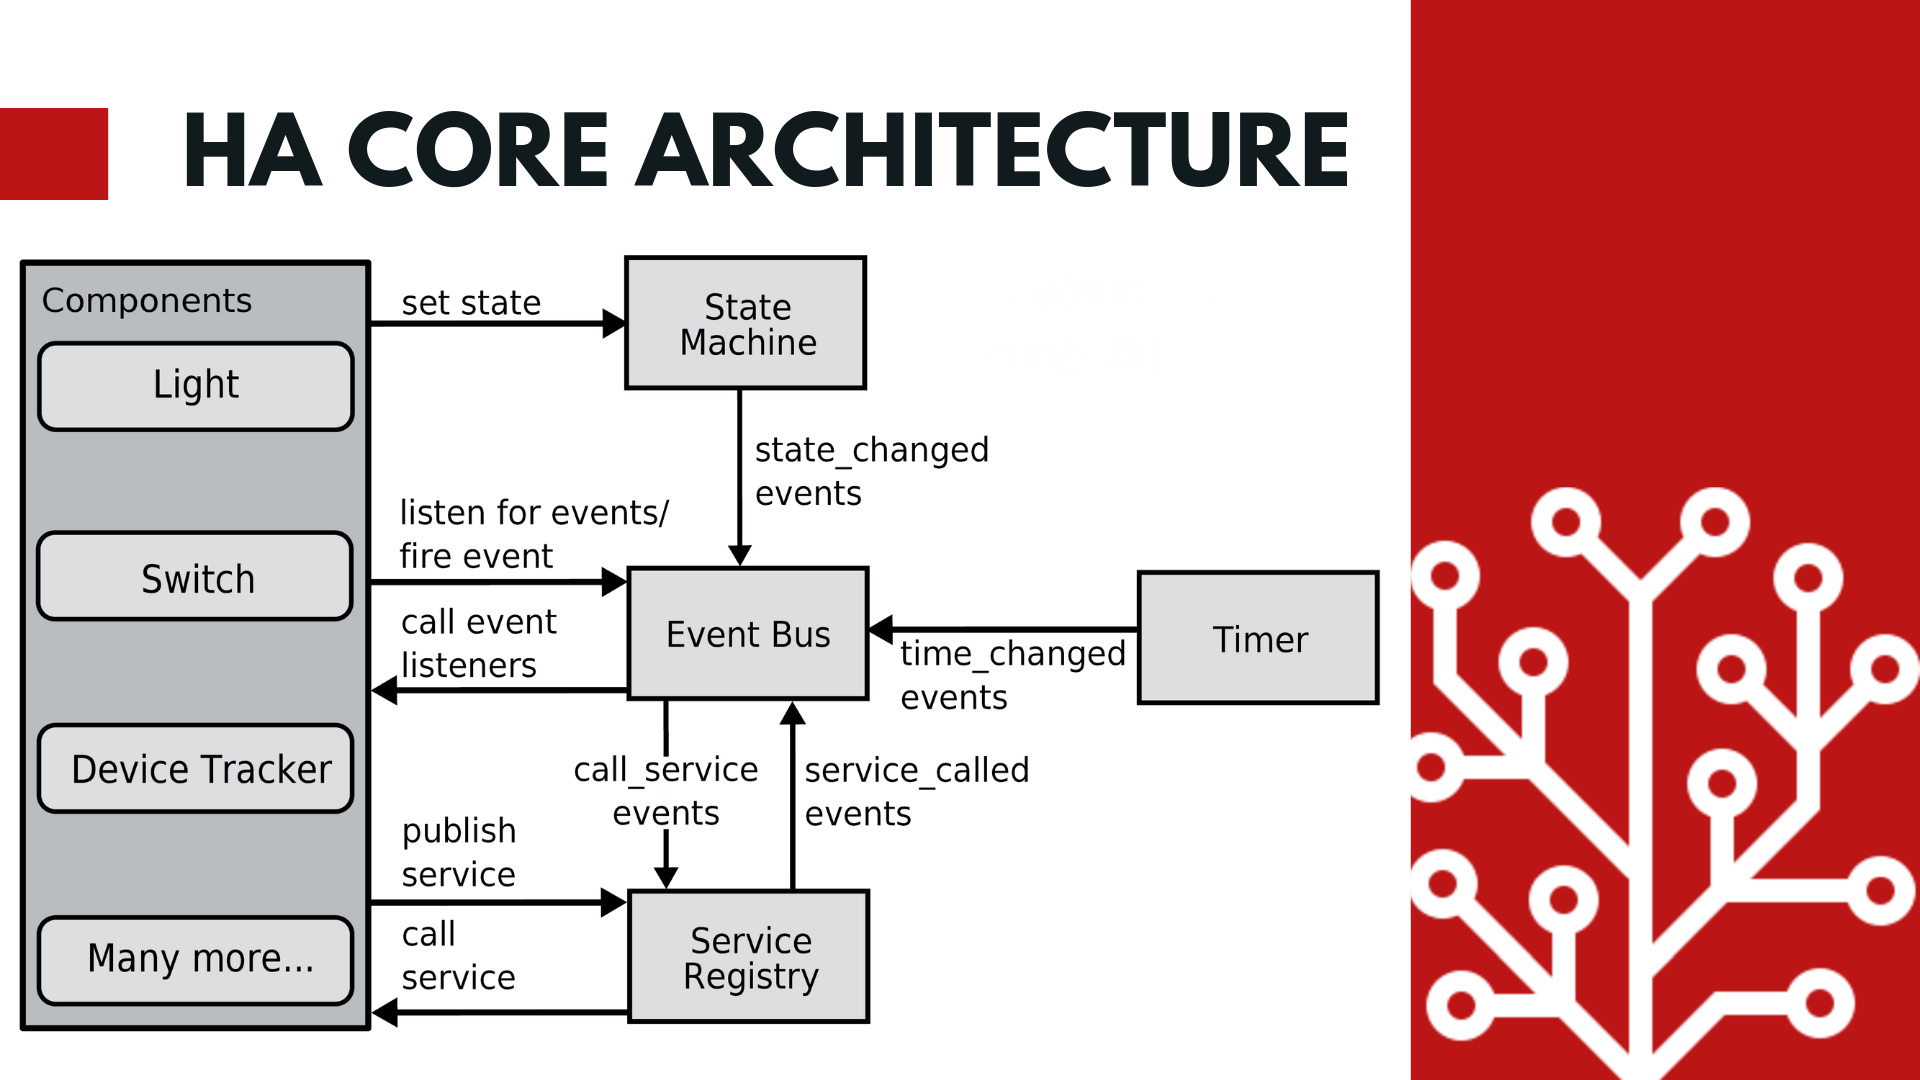 HA CORE ARCHITECTURE
Components
Light
Switch
Device Tracker
Many more...
set state
State
Machine
state_changed
events
listen for events/
fire event
call event
listeners
Event Bus
time_changed
events
Timer
call_service
events
service_called
events
publish
service
call
service
Service
Registry